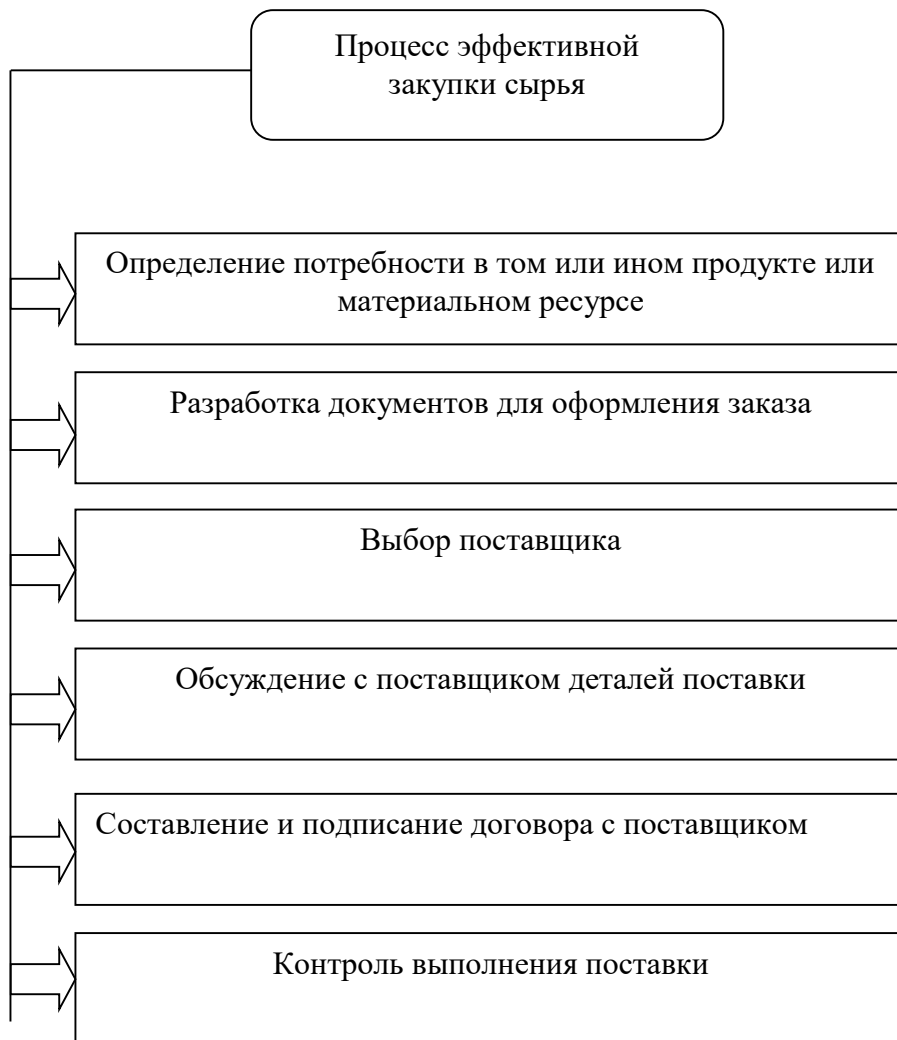 Процесс эффективной
закупки сырья
Определение потребности в том или ином продукте или
материальном ресурсе
Разработка документов для оформления заказа
Выбор поставщика
Обсуждение с поставщиком деталей поставки
Составление и подписание договора с поставщиком
Контроль выполнения поставки